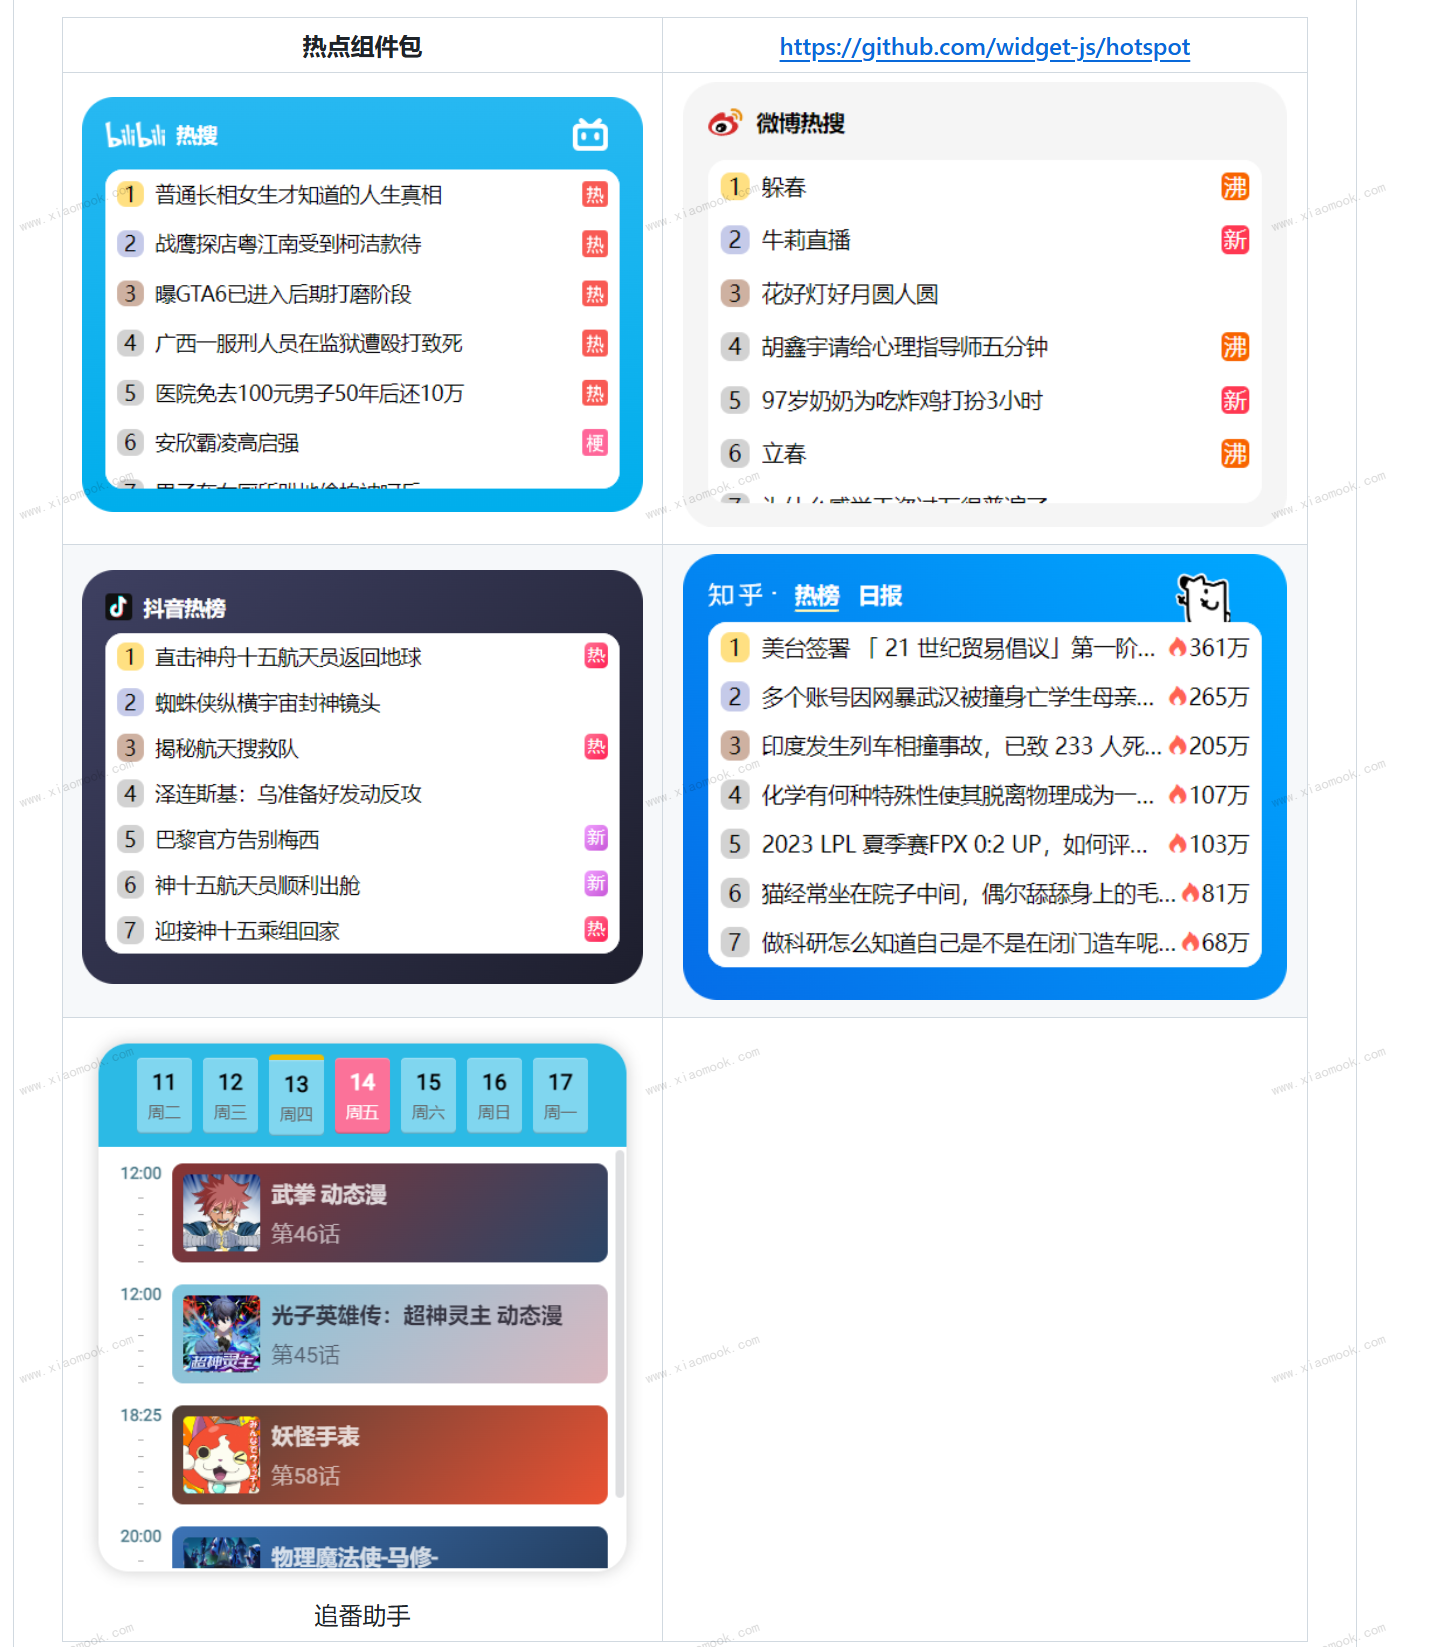 热点组件包
https://github.com/widget-js/hotspot
bilibili 热搜
1 普通长相女生才知道的人生真相 热
2 战鹰探店粤江南受到柯洁款待 热
3 曝GTA6已进入后期打磨阶段 热
4 广西一服刑人员在监狱遭殴打致死 热
5 医院免去100元男子50年后还10万 热
6 安欣霸凌高启强 梗
微博热搜
1 躲春 沸
2 牛莉直播 新
3 花好灯好月圆人圆
4 胡鑫宇请给心理指导师五分钟 沸
5 97岁奶奶为吃炸鸡打扮3小时 新
6 立春 沸
抖音热榜
1 直击神舟十五航天员返回地球 热
2 蜘蛛侠纵横宇宙封神镜头
3 揭秘航天搜救队 热
4 泽连斯基：乌准备好发动反攻
5 巴黎官方告别梅西 新
6 神十五航天员顺利出舱 新
7 迎接神十五乘组回家 热
知乎 · 热榜 日报
1 美台签署 「 21 世纪贸易倡议」第一阶... 361万
2 多个账号因网暴武汉被撞身亡学生母亲... 265万
3 印度发生列车相撞事故，已致 233 人死... 205万
4 化学有何种特殊性使其脱离物理成为一... 107万
5 2023 LPL 夏季赛FPX 0:2 UP，如何评... 103万
6 猫经常坐在院子中间，偶尔舔舔身上的毛... 81万
7 做科研怎么知道自己是不是在闭门造车呢... 68万
11 12 13 14 15 16 17
周二 周三 周四 周五 周六 周日 周一
12:00 武拳 动态漫
第46话
12:00 光子英雄传：超神灵主 动态漫
超神灵主
第45话
18:25 妖怪手表
第58话
20:00 物理魔法使-马修-
追番助手
www.xiaomook.com